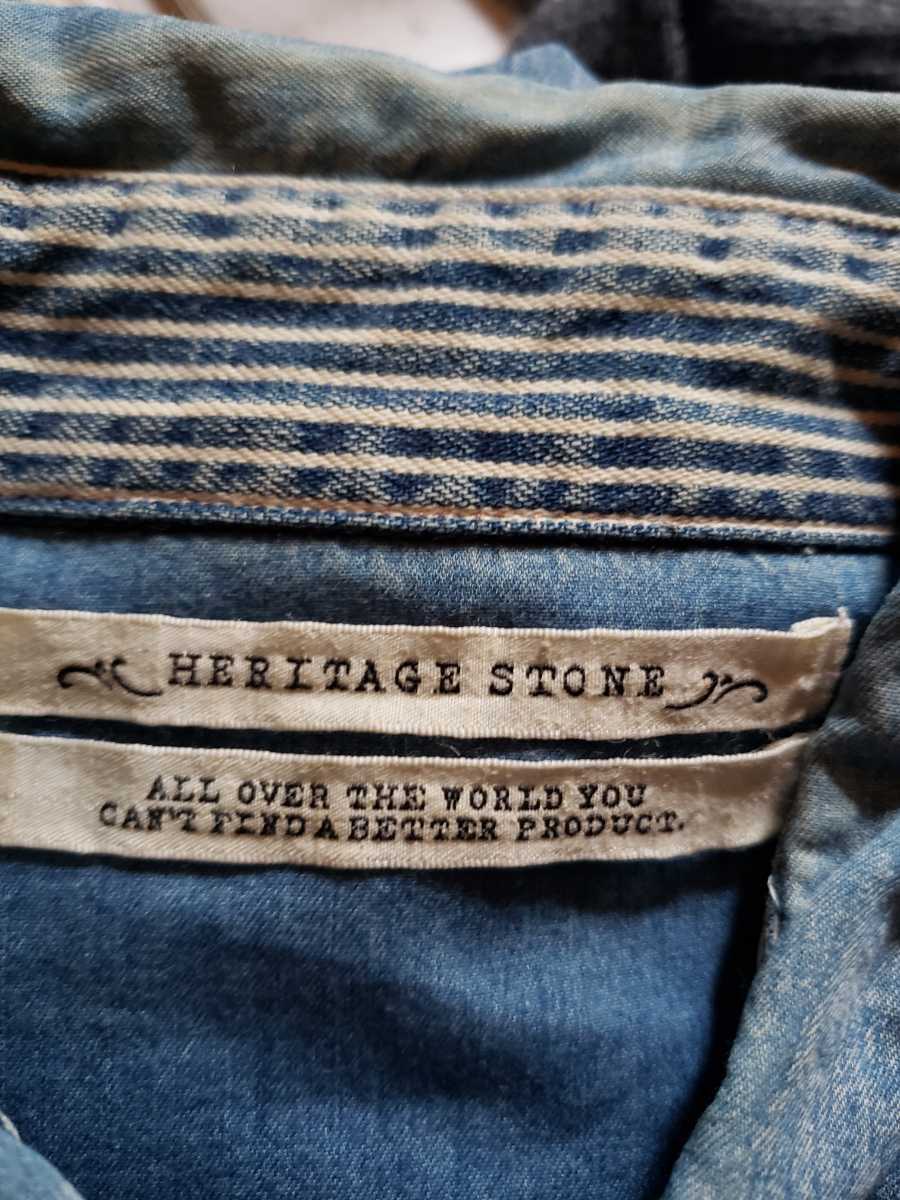 HERITAGE STONE
ALL OVER THE WORLD YOU
CAN'T FIND A BETTER PRODUCT.